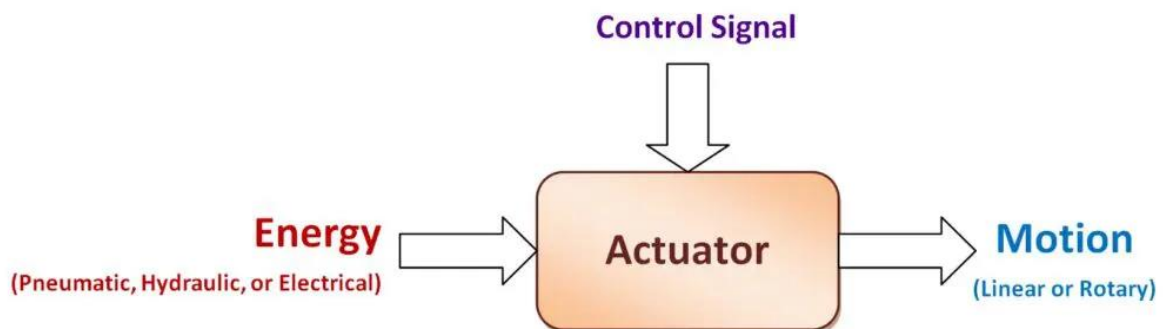 Control Signal
Energy
(Pneumatic, Hydraulic, or Electrical)
Actuator
Motion
(Linear or Rotary)